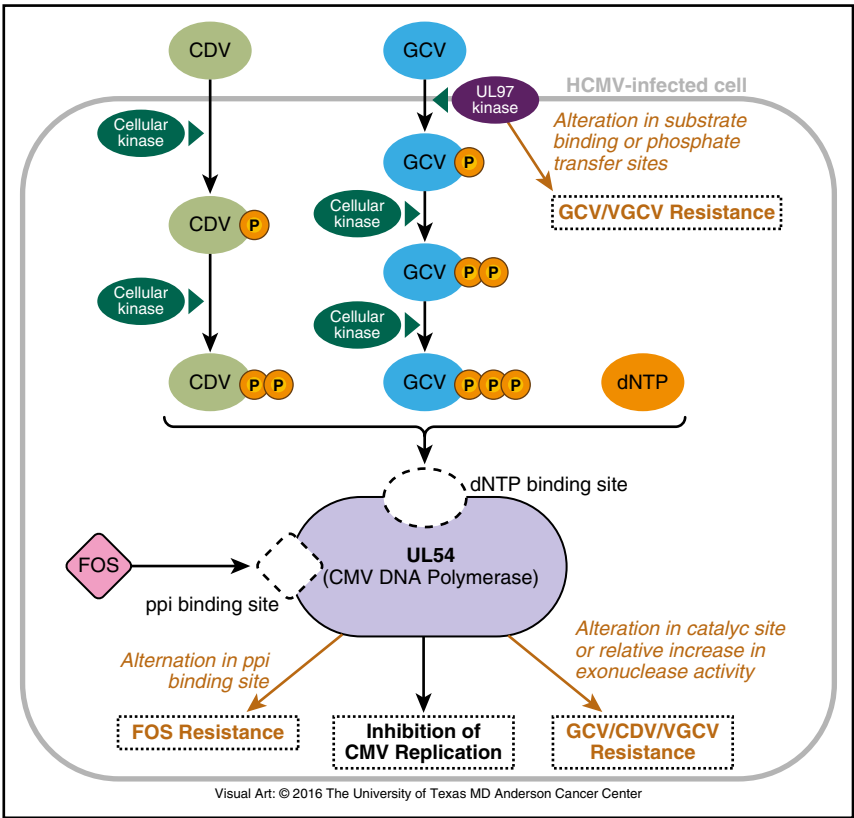 CDV
GCV
HCMV-infected cell
UL97
kinase
Cellular
kinase
Alteration in substrate
binding or phosphate
transfer sites
GCV
P
GCV/VGCV Resistance
Cellular
kinase
CDV
P
GCV
P
P
Cellular
kinase
Cellular
kinase
CDV
P
P
GCV
P
P
P
dNTP
dNTP binding site
UL54
(CMV DNA Polymerase)
FOS
ppi binding site
Alternation in ppi
binding site
Alteration in catalyc site
or relative increase in
exonuclease activity
FOS Resistance
Inhibition of
CMV Replication
GCV/CDV/VGCV
Resistance
Visual Art: © 2016 The University of Texas MD Anderson Cancer Center